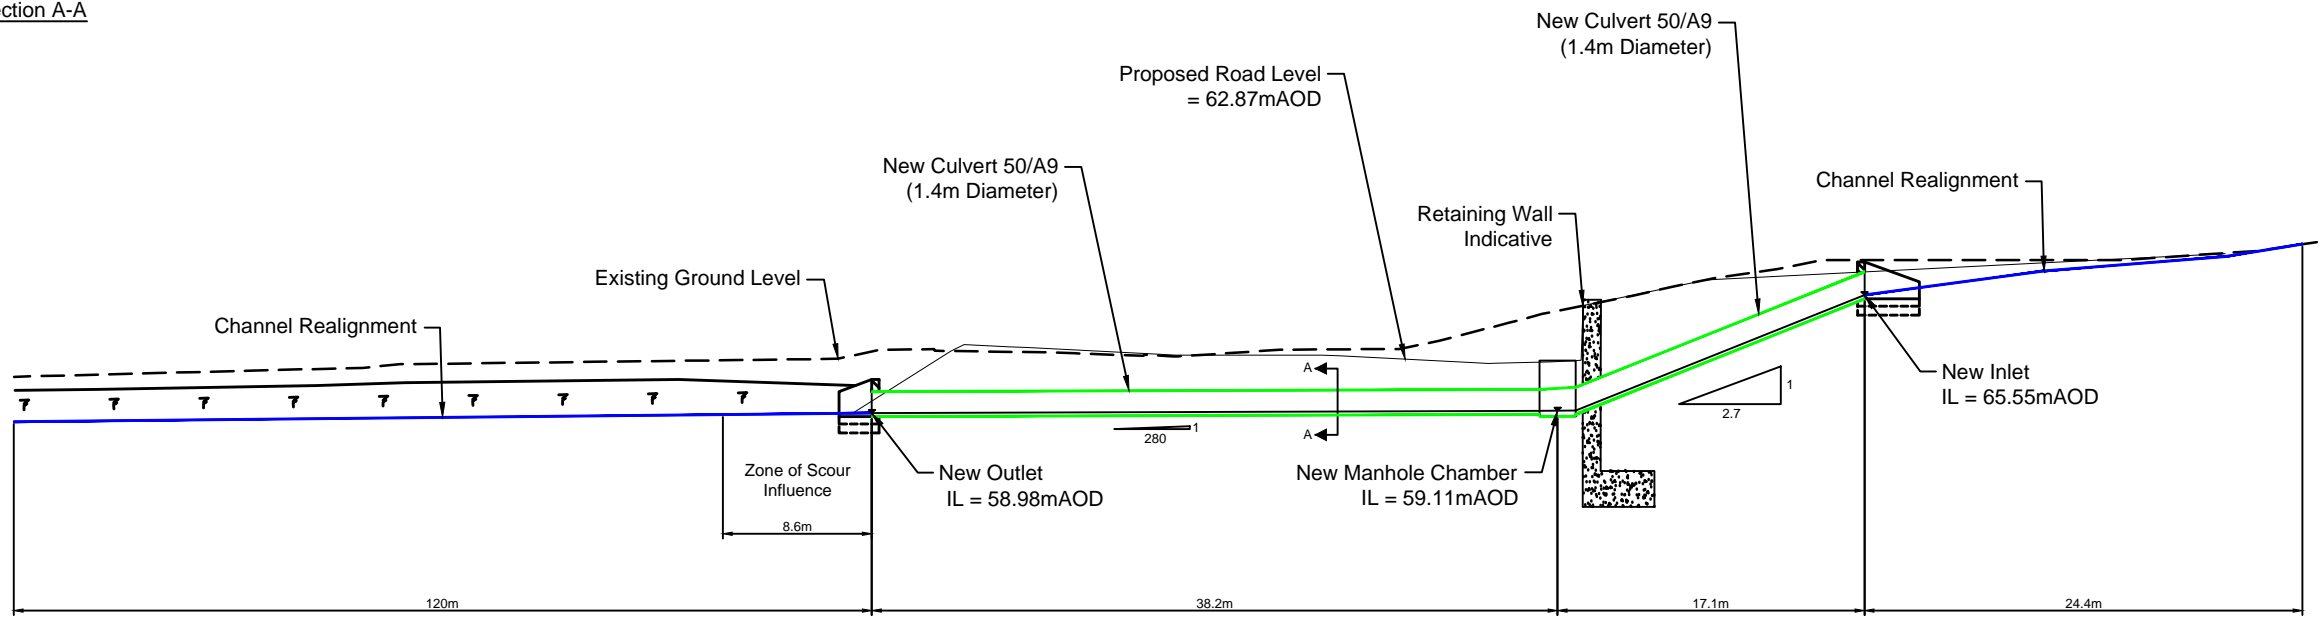 ction A-A
New Culvert 50/A9
(1.4m Diameter)
Proposed Road Level
= 62.87mAOD
New Culvert 50/A9
(1.4m Diameter)
Channel Realignment
Retaining Wall
Indicative
Existing Ground Level
Channel Realignment
A
A
1
280
1
2.7
New Inlet
IL = 65.55mAOD
Zone of Scour
Influence
New Outlet
IL = 58.98mAOD
New Manhole Chamber
IL = 59.11mAOD
8.6m
120m
38.2m
17.1m
24.4m